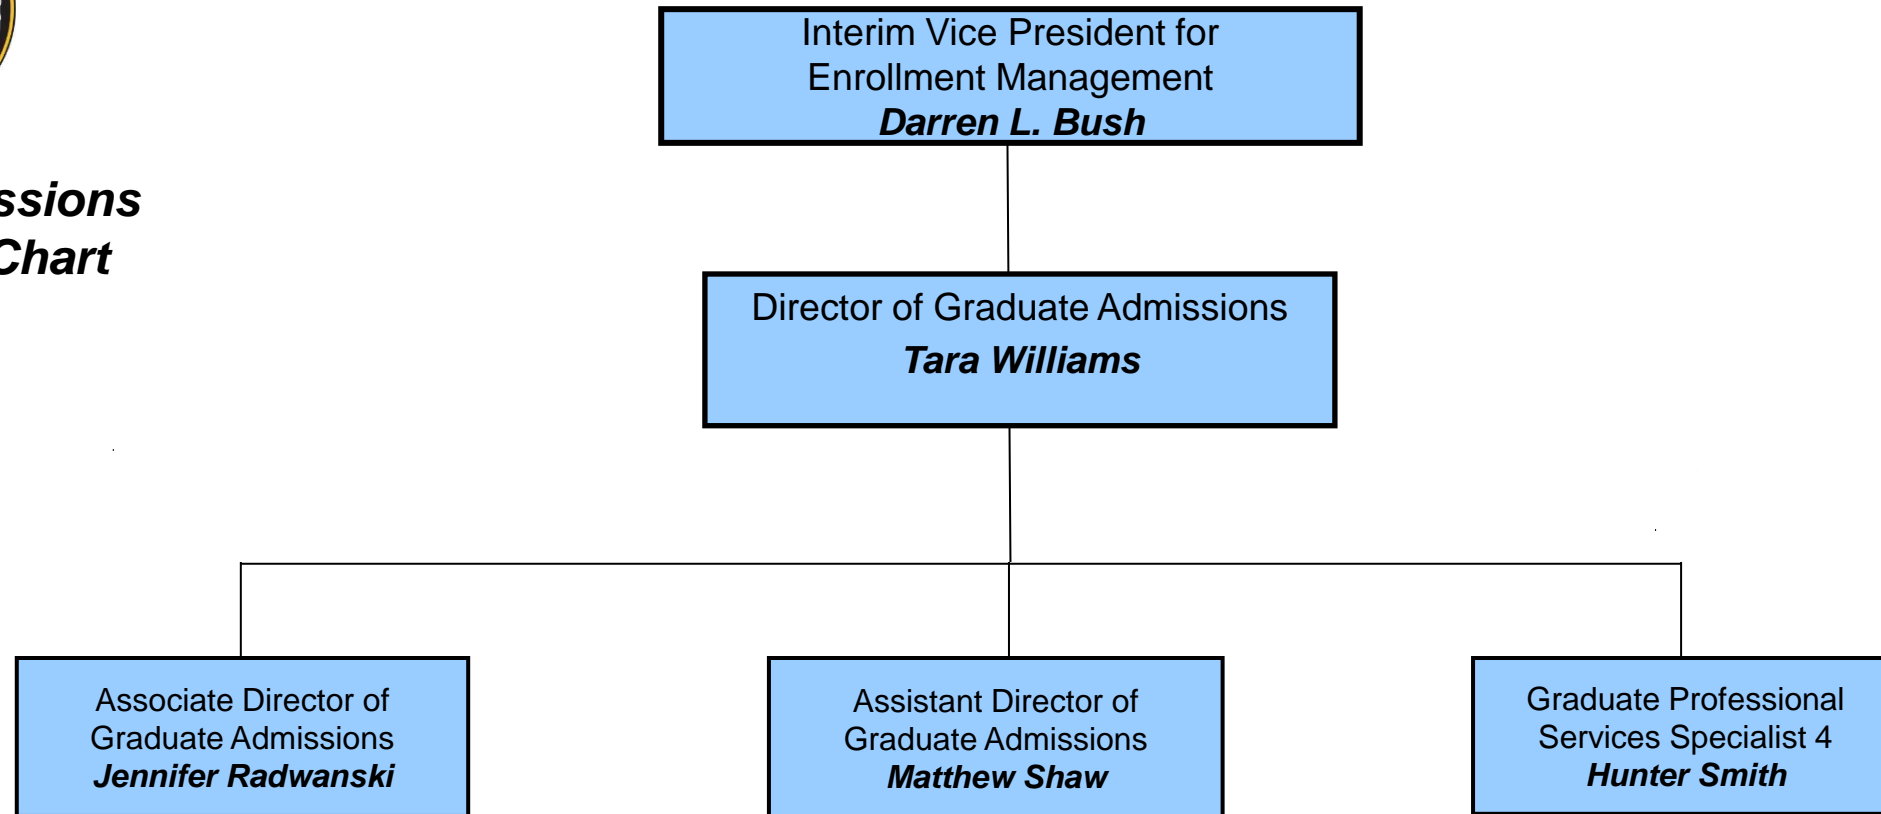 Interim Vice President for
Enrollment Management
Darren L. Bush
ssions
Chart
Director of Graduate Admissions
Tara Williams
Associate Director of
Graduate Admissions
Jennifer Radwanski
Assistant Director of
Graduate Admissions
Matthew Shaw
Graduate Professional
Services Specialist 4
Hunter Smith